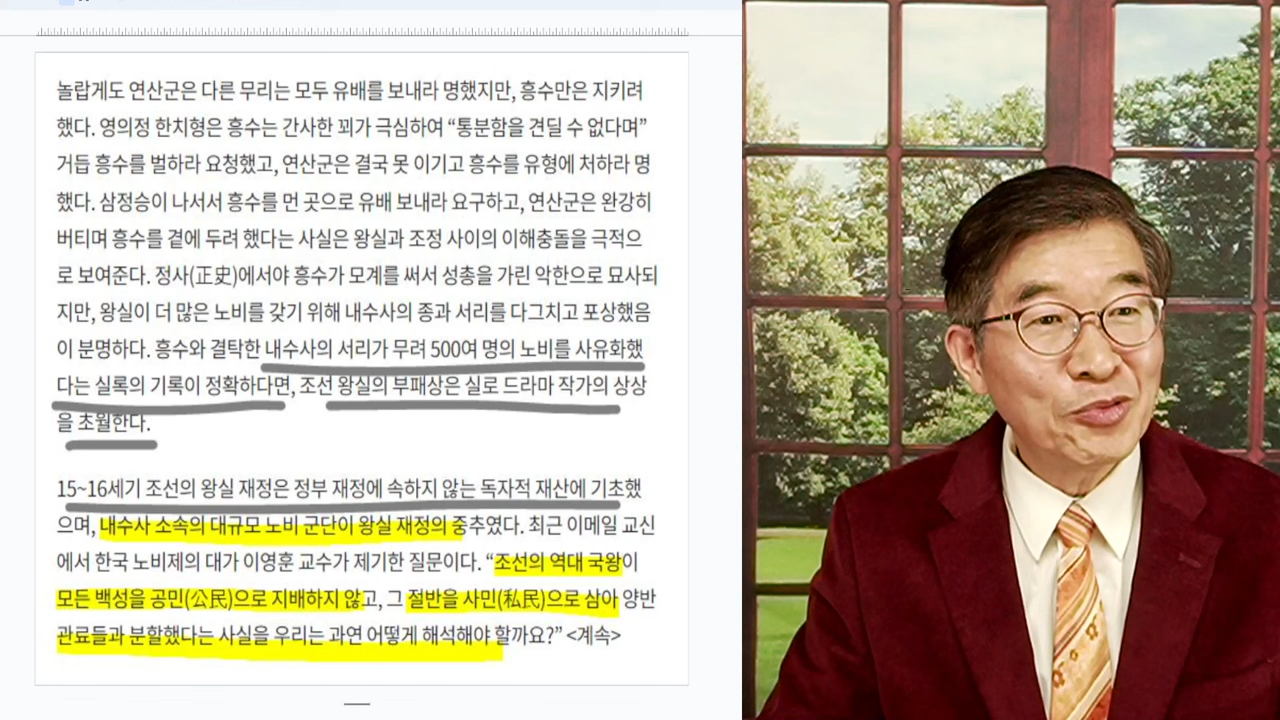 놀랍게도 연산군은 다른 무리는 모두 유배를 보내라 명했지만, 흥수만은 지키려
했다. 영의정 한치형은 흥수는 간사한 꾀가 극심하여 “통분함을 견딜 수 없다며”
거듭 흥수를 벌하라 요청했고, 연산군은 결국 못 이기고 흥수를 유형에 처하라 명
했다. 삼정승이 나서서 흥수를 먼 곳으로 유배 보내라 요구하고, 연산군은 완강히
버티며 흥수를 곁에 두려 했다는 사실은 왕실과 조정 사이의 이해충돌을 극적으
로 보여준다. 정사(正史)에서야 흥수가 모계를 써서 성총을 가린 악한으로 묘사되
지만, 왕실이 더 많은 노비를 갖기 위해 내수사의 종과 서리를 다그치고 포상했음
이 분명하다. 흥수와 결탁한 내수사의 서리가 무려 500여 명의 노비를 사유화했
다는 실록의 기록이 정확하다면, 조선 왕실의 부패상은 실로 드라마 작가의 상상
을 초월한다.
15~16세기 조선의 왕실 재정은 정부 재정에 속하지 않는 독자적 재산에 기초했
으며, 내수사 소속의 대규모 노비 군단이 왕실 재정의 중추였다. 최근 이메일 교신
에서 한국 노비제의 대가 이영훈 교수가 제기한 질문이다. “조선의 역대 국왕이
모든 백성을 공민(公民)으로 지배하지 않고, 그 절반을 사민(私民)으로 삼아 양반
관료들과 분할했다는 사실을 우리는 과연 어떻게 해석해야 할까요?” <계속>